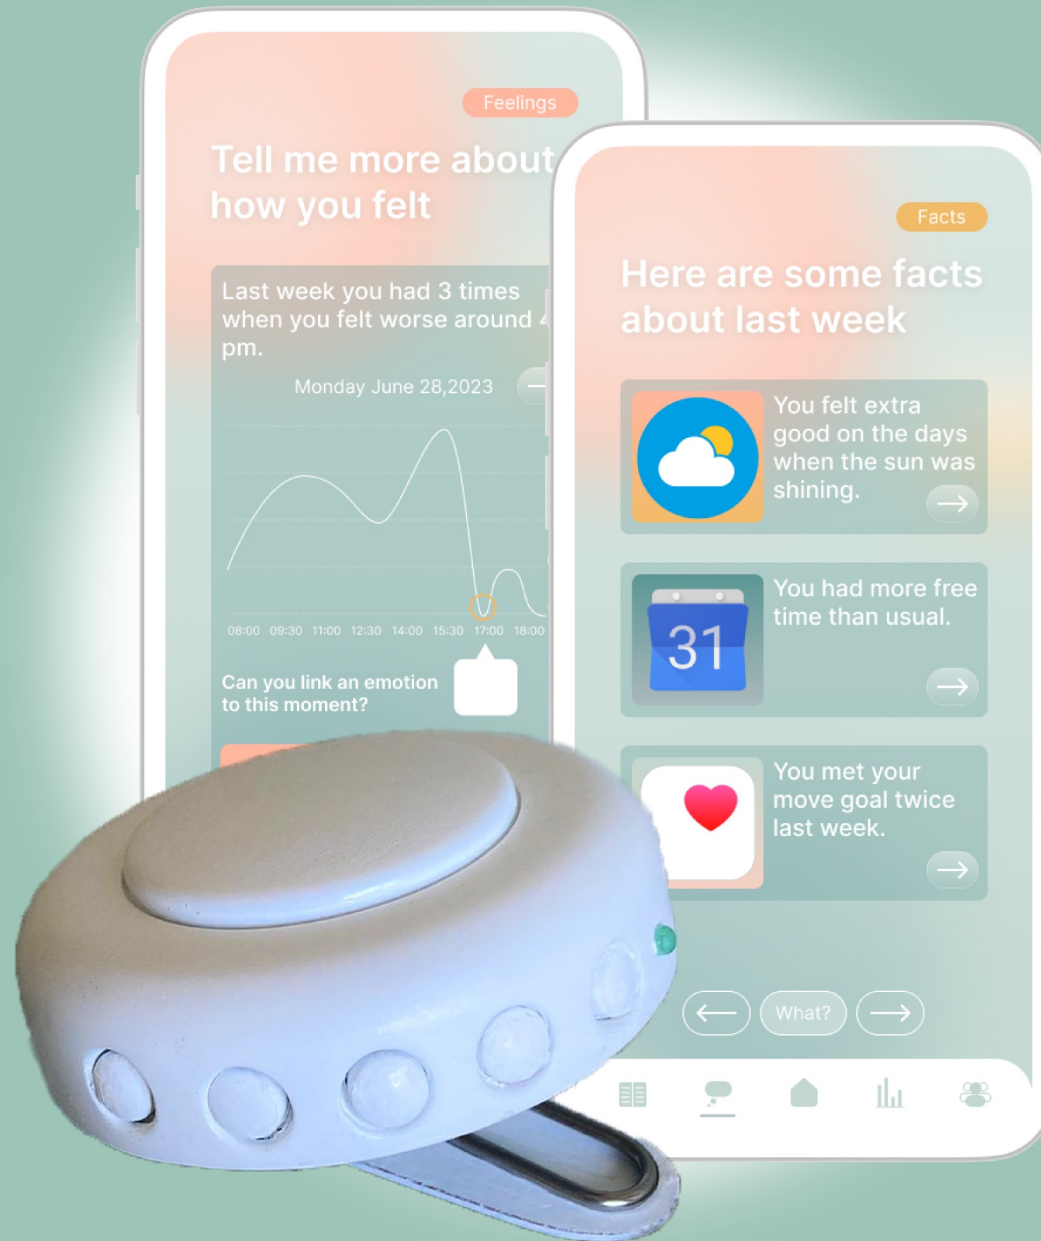 Feelings
Tell me more about
how you felt
Last week you had 3 times
when you felt worse around
pm.
Monday June 28,2023
08:00 09:30 11:00 12:30 14:00 15:30 17:00 18:00
Can you link an emotion
to this moment?
Facts
Here are some facts
about last week
You felt extra
good on the days
when the sun was
shining.
31
You had more free
time than usual.
You met your
move goal twice
last week.
What?